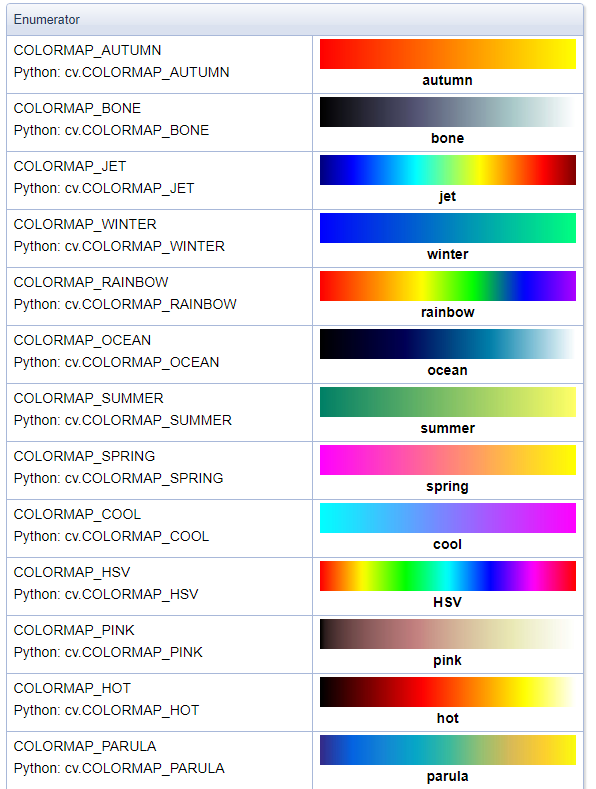 Enumerator
COLORMAP_AUTUMN
Python: cv.COLORMAP_AUTUMN
autumn
COLORMAP_BONE
Python: cv.COLORMAP_BONE
bone
COLORMAP_JET
Python: cv.COLORMAP_JET
jet
COLORMAP_WINTER
Python: cv.COLORMAP_WINTER
winter
COLORMAP_RAINBOW
Python: cv.COLORMAP_RAINBOW
rainbow
COLORMAP_OCEAN
Python: cv.COLORMAP_OCEAN
ocean
COLORMAP_SUMMER
Python: cv.COLORMAP_SUMMER
summer
COLORMAP_SPRING
Python: cv.COLORMAP_SPRING
spring
COLORMAP_COOL
Python: cv.COLORMAP_COOL
cool
COLORMAP_HSV
Python: cv.COLORMAP_HSV
HSV
COLORMAP_PINK
Python: cv.COLORMAP_PINK
pink
COLORMAP_HOT
Python: cv.COLORMAP_HOT
hot
COLORMAP_PARULA
Python: cv.COLORMAP_PARULA
parula